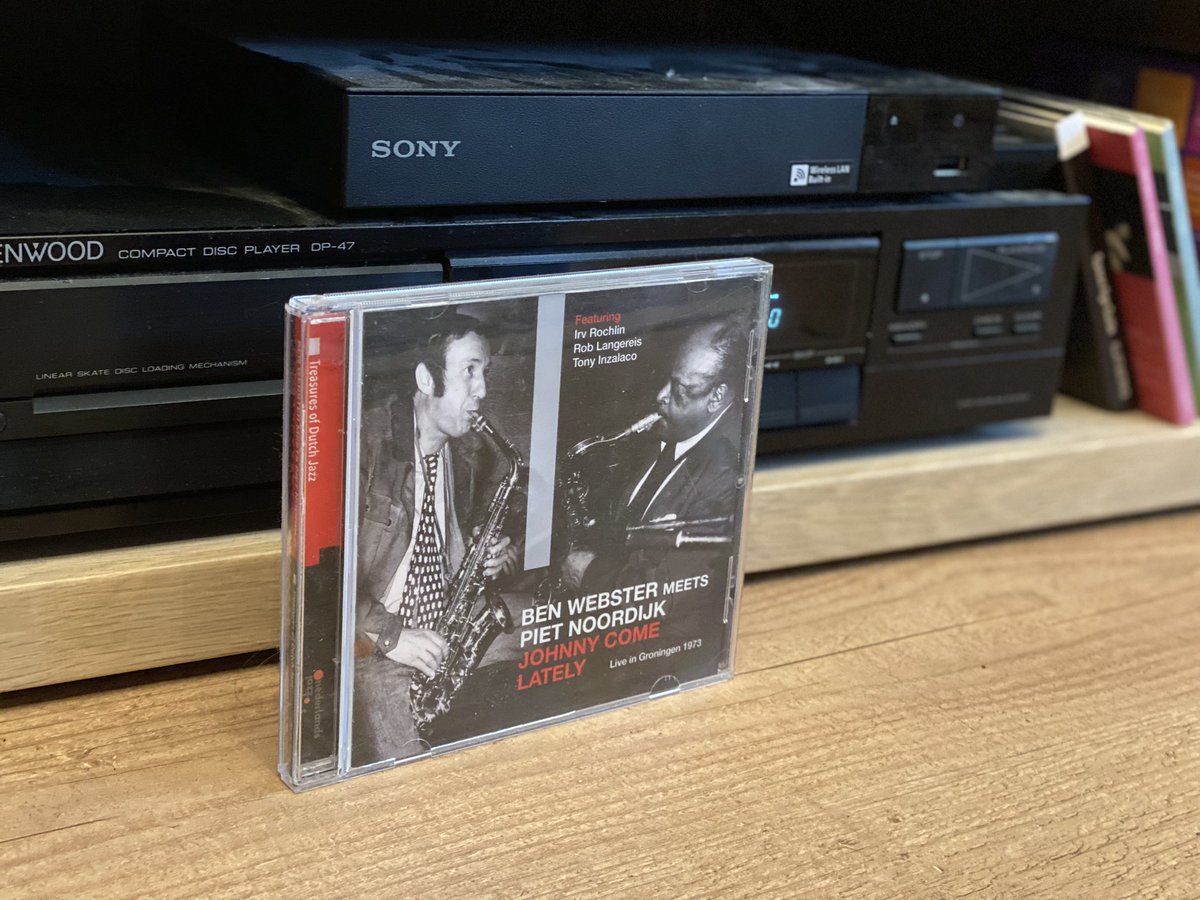 SONY
Wireless LAN
Built-in
ENWOOD COMPACT DISC PLAYER DP-47
LINEAR SKATE DISC LOADING MECHANISM
Treasures of Dutch Jazz
Featuring
Irv Rochlin
Rob Langereis
Tony Inzalaco
BEN WEBSTER MEETS
PIET NOORDIJK
JOHNNY COME
LATELY
Live in Groningen 1973
nederlands
jazz